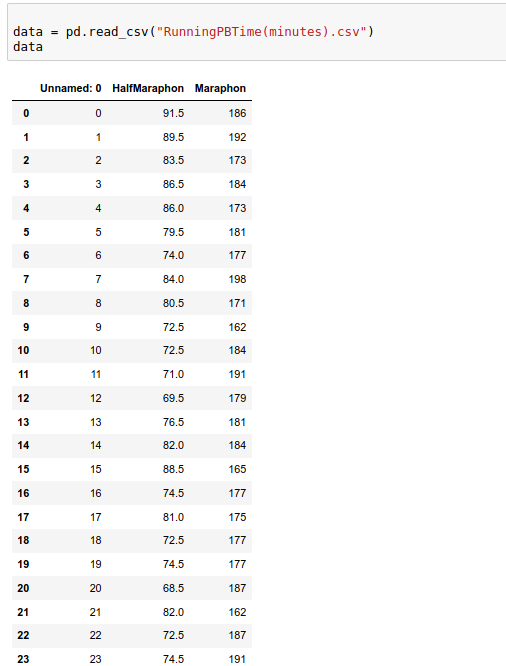 data = pd.read_csv("RunningPBTime(minutes).csv")
data
Unnamed: 0 HalfMaraphon Maraphon
0 0 91.5 186
1 1 89.5 192
2 2 83.5 173
3 3 86.5 184
4 4 86.0 173
5 5 79.5 181
6 6 74.0 177
7 7 84.0 198
8 8 80.5 171
9 9 72.5 162
10 10 72.5 184
11 11 71.0 191
12 12 69.5 179
13 13 76.5 181
14 14 82.0 184
15 15 88.5 165
16 16 74.5 177
17 17 81.0 175
18 18 72.5 177
19 19 74.5 177
20 20 68.5 187
21 21 82.0 162
22 22 72.5 187
23 23 74.5 191